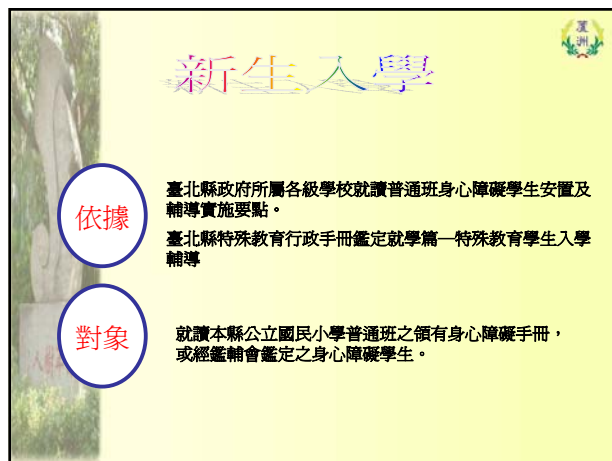 蘆
洲
新生入學
依據
臺北縣政府所屬各級學校就讀普通班身心障礙學生安置及
輔導實施要點。
臺北縣特殊教育行政手冊鑑定就學篇—特殊教育學生入學
輔導
對象
就讀本縣公立國民小學普通班之領有身心障礙手冊，
或經鑑輔會鑑定之身心障礙學生。